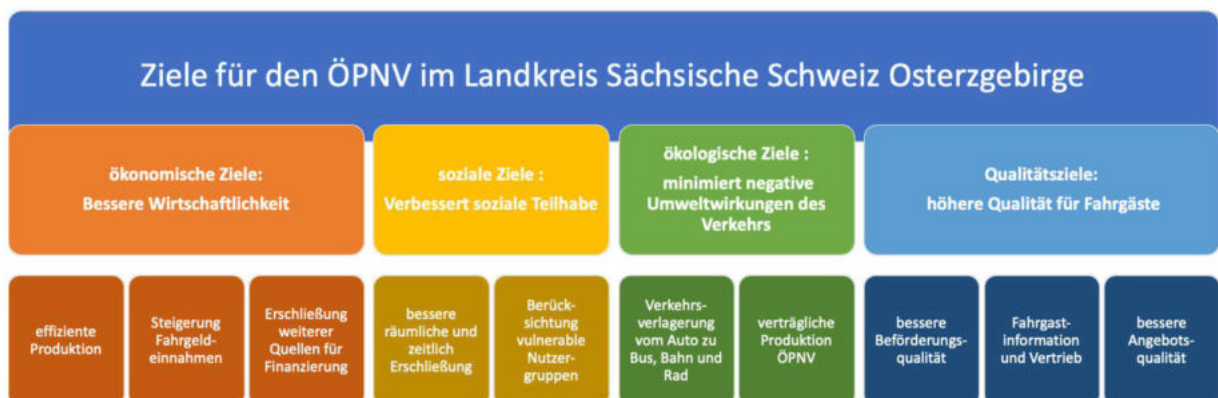 Ziele für den ÖPNV im Landkreis Sächsische Schweiz Osterzgebirge
ökonomische Ziele:
Bessere Wirtschaftlichkeit
soziale Ziele :
Verbessert soziale Teilhabe
ökologische Ziele :
minimiert negative
Umweltwirkungen des
Verkehrs
Qualitätsziele:
höhere Qualität für Fahrgäste
effiziente
Produktion
Steigerung
Fahrgeld-
einnahmen
Erschließung
weiterer
Quellen für
Finanzierung
bessere
räumliche und
zeitlich
Erschließung
Berück-
sichtung
vulnerable
Nutzer-
gruppen
Verkehrs-
verlagerung
vom Auto zu
Bus, Bahn und
Rad
verträgliche
Produktion
ÖPNV
bessere
Beförderungs-
qualität
Fahrgast-
information
und Vertrieb
bessere
Angebots-
qualität